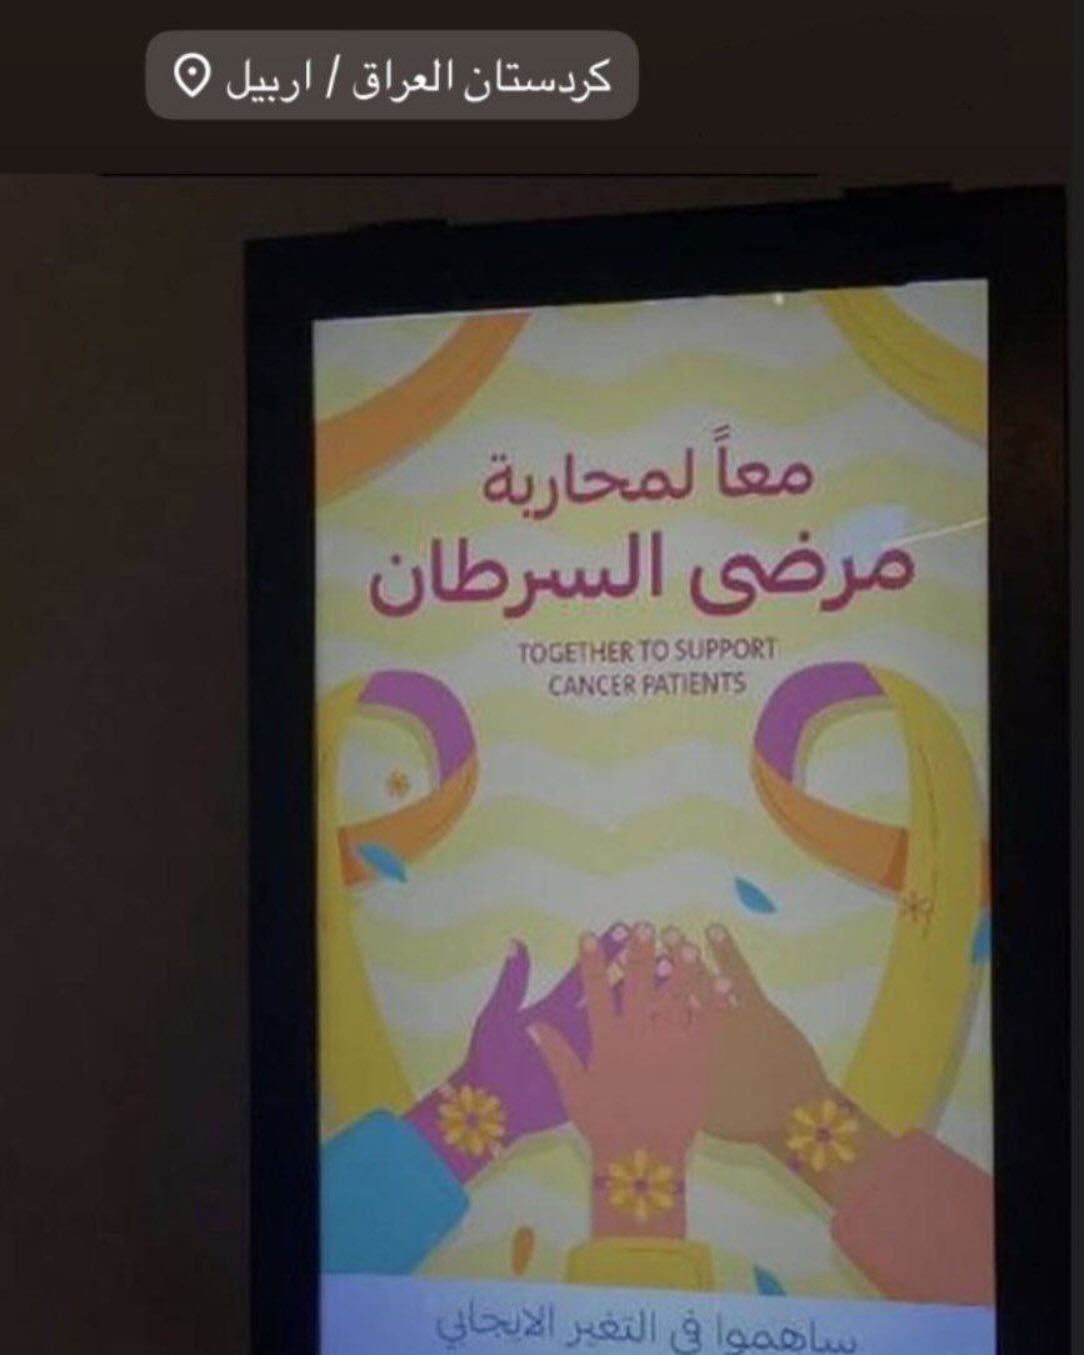 كردستان العراق / اربيل
معاً لمحاربة
مرضى السرطان
TOGETHER TO SUPPORT
CANCER PATIENTS
ساهموا في التغير الايجابي